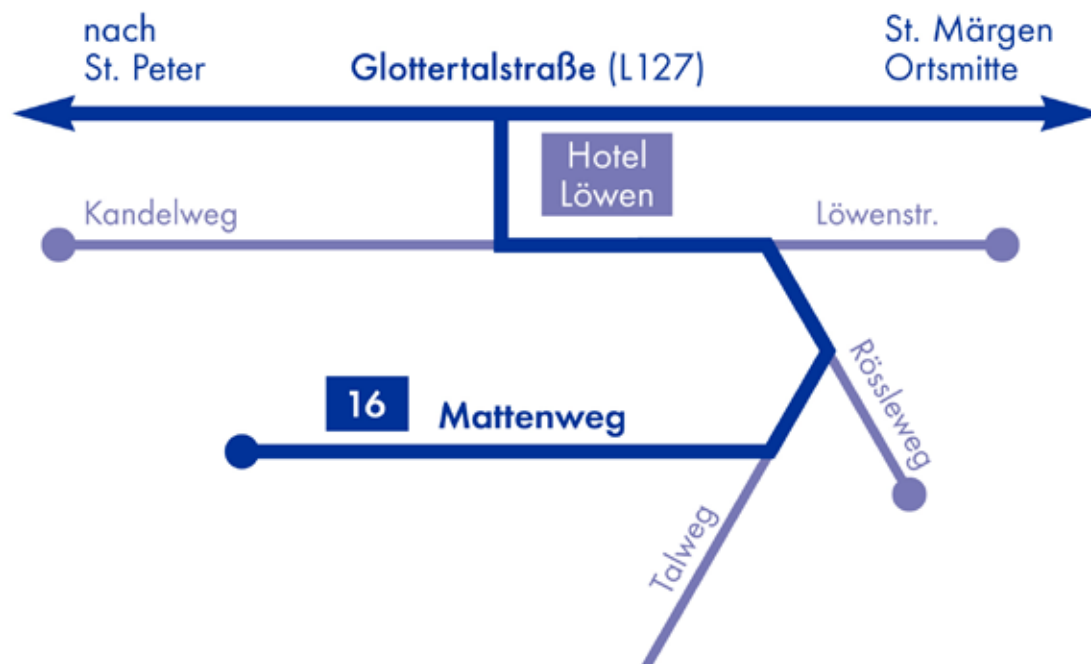 nach
St. Peter
Glottertalstraße (L127)
St. Märgen
Ortsmitte
Hotel
Löwen
Kandelweg
Löwenstr.
Rössleweg
16
Mattenweg
Talweg